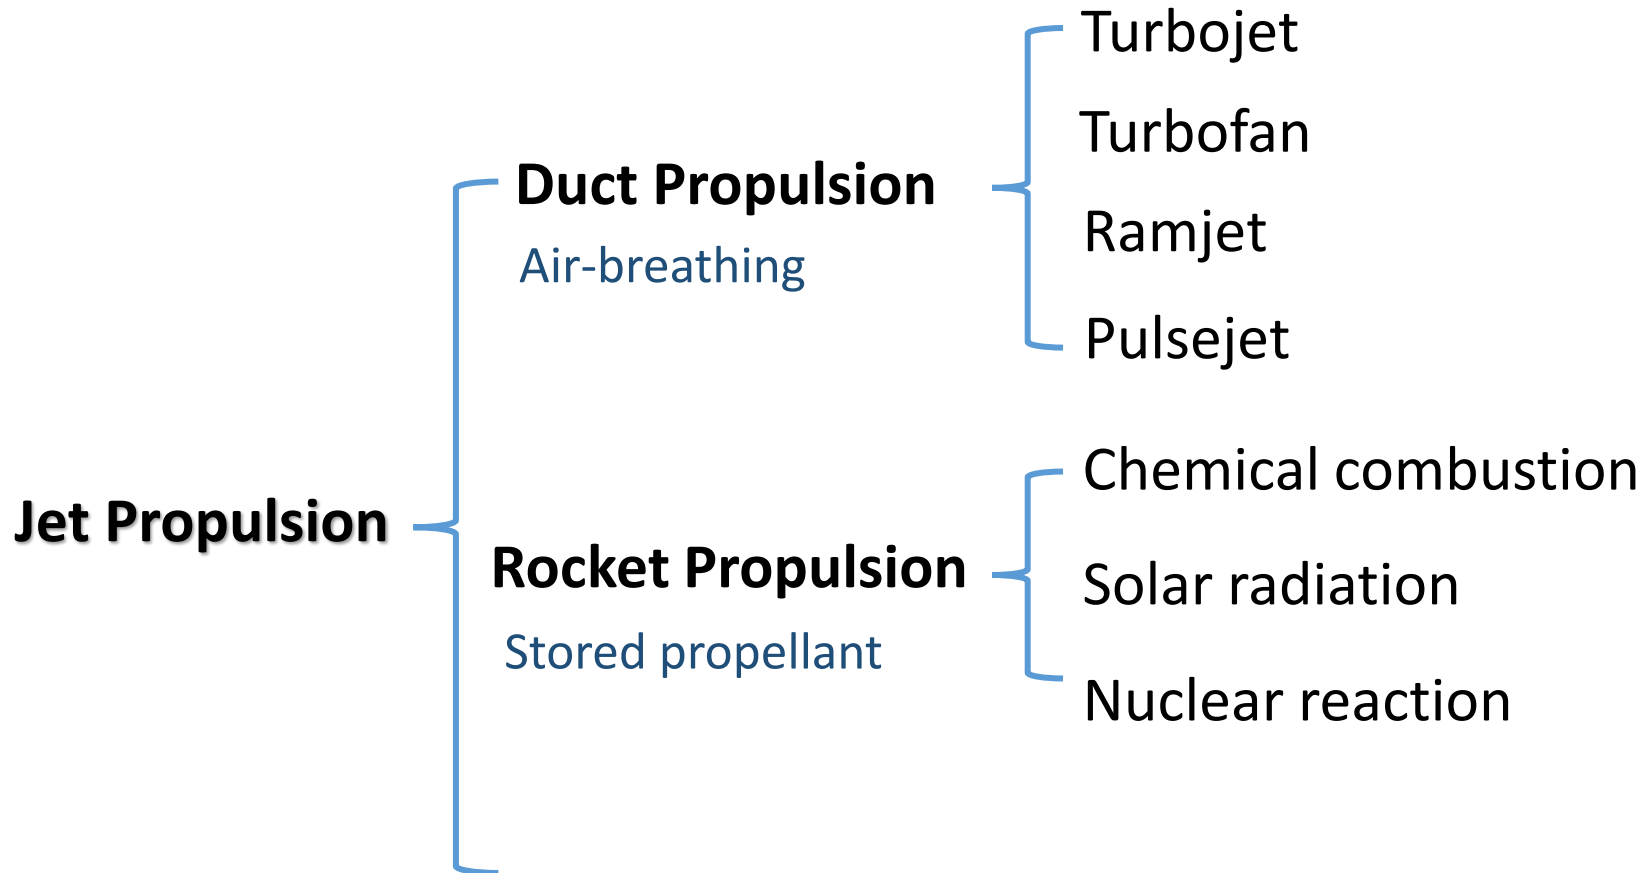 Jet Propulsion
Duct Propulsion
Air-breathing
Turbojet
Turbofan
Ramjet
Pulsejet
Rocket Propulsion
Stored propellant
Chemical combustion
Solar radiation
Nuclear reaction